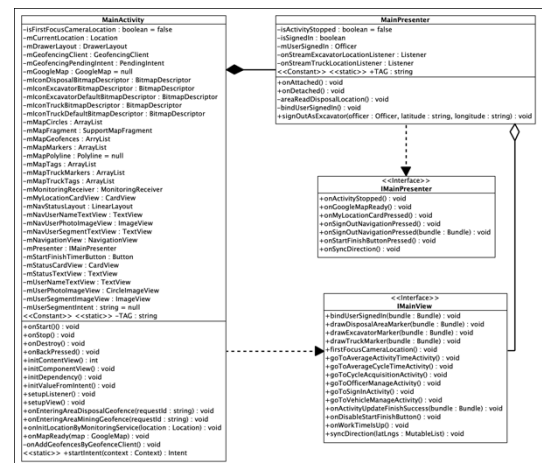 MainActivity
-isFirstFocusCameraLocation : boolean = false
-mCurrentLocation : Location
-mDrawerLayout : DrawerLayout
-mGeofencingClient : GeofencingClient
-mGeofencingPendingIntent : PendingIntent
-mGoogleMap : GoogleMap = null
-mIconDisposalBitmapDescriptor : BitmapDescriptor
-mIconExcavatorBitmapDescriptor : BitmapDescriptor
-mIconExcavatorDefaultBitmapDescriptor : BitmapDescriptor
-mIconTruckBitmapDescriptor : BitmapDescriptor
-mIconTruckDefaultBitmapDescriptor : BitmapDescriptor
-mMapCircles : ArrayList
-mMapFragment : SupportMapFragment
-mMapGeofences : ArryList
-mMapMarkers : ArrayList
-mMapPolyline : Polyline = null
-mMapTags : ArrayList
-mMapTruckMarkers : ArrayList
-mMapTruckTags : ArrayList
-mMonitoringReceiver : MonitoringReceiver
-mMyLocationCardView : CardView
-mNavStatusLayout : LinearLayout
-mNavUserNameTextView : TextView
-mNavUserPhotoImageView : ImageView
-mNavUserSegmentTextView : TextView
-mNavigationView : NavigationView
-mPresenter : IMainPresenter
-mStartFinishTimerButton : Button
-mStatusCardView : CardView
-mStatusTextView : TextView
-mUserNameTextView : TextView
-mUserPhotoImageView : CircleImageView
-mUserSegmentImageView : ImageView
-mUserSegmentIntent : string = null
<<Constant>> <<static>> -TAG : string
+onStart() : void
+onStop() : void
+onDestroy() : void
+onBackPressed() : void
+initContentView() : int
+initComponentView() : void
+initDependency() : void
+initValueFromIntent() : void
+setupListener() : void
+setupView() : void
+onEnteringAreaDisposalGeofence(requestId : string) : void
+onEnteringAreaMiningGeofence(requestId : string) : void
+onInitLocationByMonitoringService(location : Location) : void
+onMapReady(map : GoogleMap) : void
-onAddGeofencesByGeofenceClient() : void
<<static>> +startIntent(context : Context) : Intent
MainPresenter
-isActivityStopped : boolean = false
-isSignedIn : boolean
-mUserSignedIn : Officer
-onStreamExcavatorLocationListener : Listener
-onStreamTruckLocationListener : Listener
<<Constant>> <<static>> +TAG : string
+onAttached() : void
+onDetached() : void
-areaReadDisposalLocation() : void
-bindUserSignedIn() : void
+signOutAsExcavator(officer : Officer, latitude : string, longitude : string) : void
<<Interface>>
IMainPresenter
+onActivityStopped() : void
+onGoogleMapReady() : void
+onMyLocationCardPressed() : void
+onSignOutNavigationPressed() : void
+onSignOutNavigationPressed(bundle : Bundle) : void
+onStartFinishButtonPressed() : void
+onSyncDirection() : void
<<Interface>>
IMainView
+bindUserSignedIn(bundle : Bundle) : void
+drawDisposalAreaMarker(bundle : Bundle) : void
+drawExcavatorMarker(bundle : Bundle) : void
+drawTruckMarker(bundle : Bundle) : void
+firstFocusCameraLocation() : void
+goToAverageActivityTimeActivity() : void
+goToAverageCycleTimeActivity() : void
+goToCycleAcquisitionActivity() : void
+goToOfficerManageActivity() : void
+goToSignInActivity() : void
+goToVehicleManageActivity() : void
+onActivityUpdateFinishSuccess(bundle : Bundle) : void
+onDisableStartFinishButton() : void
+onWorkTimeIsUp() : void
+syncDirection(latLngs : MutableList) : void